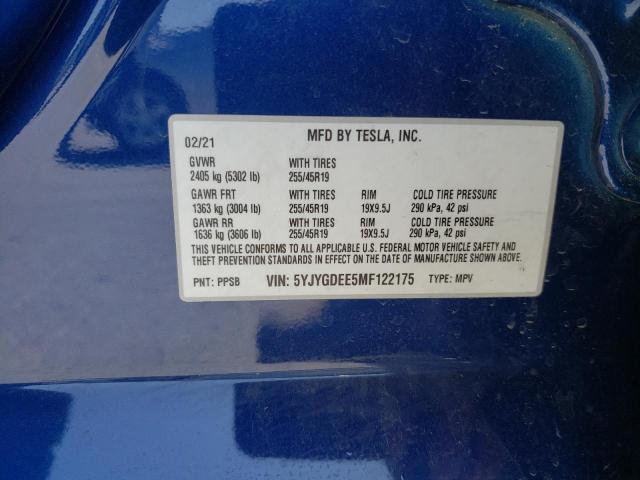 02/21 MFD BY TESLA, INC.
GVWR WITH TIRES
2405 kg (5302 lb) 255/45R19
GAWR FRT WITH TIRES RIM COLD TIRE PRESSURE
1363 kg (3004 lb) 255/45R19 19X9.5J 290 kPa, 42 psi
GAWR RR WITH TIRES RIM COLD TIRE PRESSURE
1636 kg (3606 lb) 255/45R19 19X9.5J 290 kPa, 42 psi
THIS VEHICLE CONFORMS TO ALL APPLICABLE U.S. FEDERAL MOTOR VEHICLE SAFETY AND
THEFT PREVENTION STANDARDS IN EFFECT ON THE DATE OF MANUFACTURE SHOWN ABOVE.
PNT: PPSB VIN: 5YJYGDEE5MF122175 TYPE: MPV